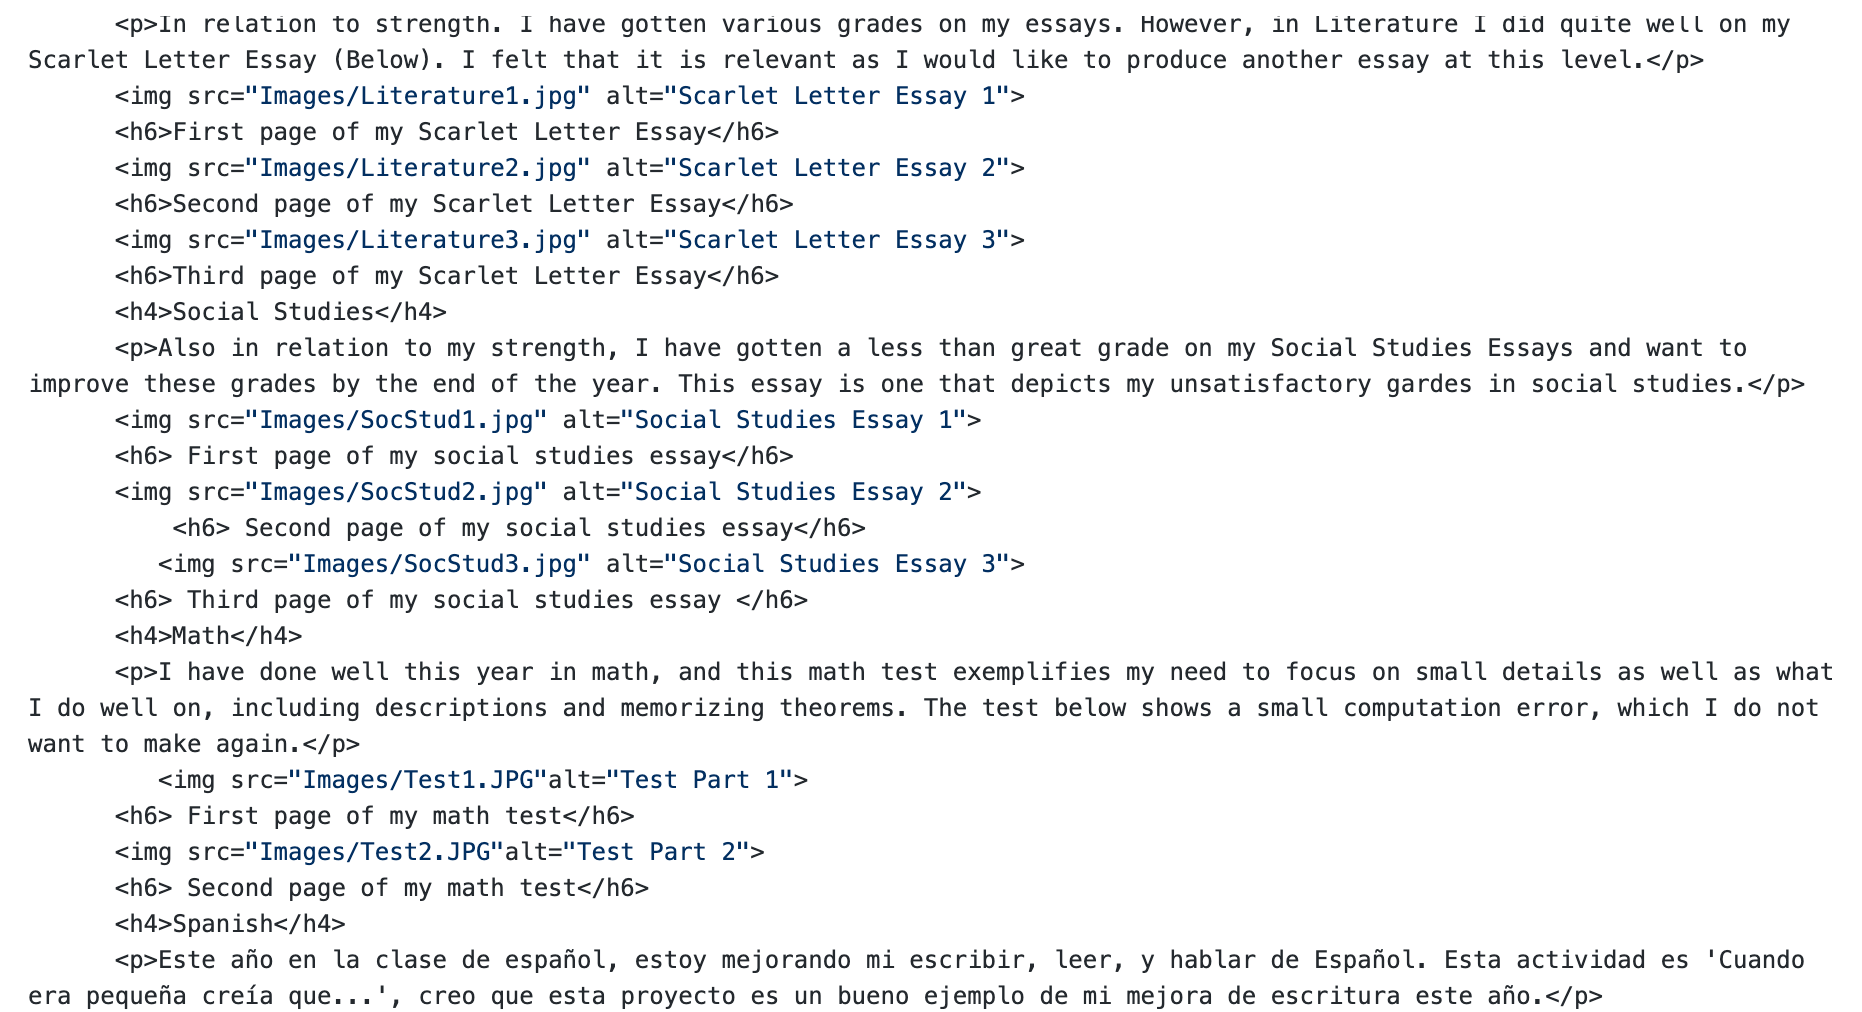 <p>In relation to strength. I have gotten various grades on my essays. However, in Literature I did quite well on my
Scarlet Letter Essay (Below). I felt that it is relevant as I would like to produce another essay at this level.</p>
<img src="Images/Literature1.jpg" alt="Scarlet Letter Essay 1">
<h6>First page of my Scarlet Letter Essay</h6>
<img src="Images/Literature2.jpg" alt="Scarlet Letter Essay 2">
<h6>Second page of my Scarlet Letter Essay</h6>
<img src="Images/Literature3.jpg" alt="Scarlet Letter Essay 3">
<h6>Third page of my Scarlet Letter Essay</h6>
<h4>Social Studies</h4>
<p>Also in relation to my strength, I have gotten a less than great grade on my Social Studies Essays and want to
improve these grades by the end of the year. This essay is one that depicts my unsatisfactory gardes in social studies.</p>
<img src="Images/SocStud1.jpg" alt="Social Studies Essay 1">
<h6> First page of my social studies essay</h6>
<img src="Images/SocStud2.jpg" alt="Social Studies Essay 2">
<h6> Second page of my social studies essay</h6>
<img src="Images/SocStud3.jpg" alt="Social Studies Essay 3">
<h6> Third page of my social studies essay </h6>
<h4>Math</h4>
<p>I have done well this year in math, and this math test exemplifies my need to focus on small details as well as what
I do well on, including descriptions and memorizing theorems. The test below shows a small computation error, which I do not
want to make again.</p>
<img src="Images/Test1.JPG"alt="Test Part 1">
<h6> First page of my math test</h6>
<img src="Images/Test2.JPG"alt="Test Part 2">
<h6> Second page of my math test</h6>
<h4>Spanish</h4>
<p>Este año en la clase de español, estoy mejorando mi escribir, leer, y hablar de Español. Esta actividad es 'Cuando
era pequeña creía que...', creo que esta proyecto es un bueno ejemplo de mi mejora de escritura este año.</p>